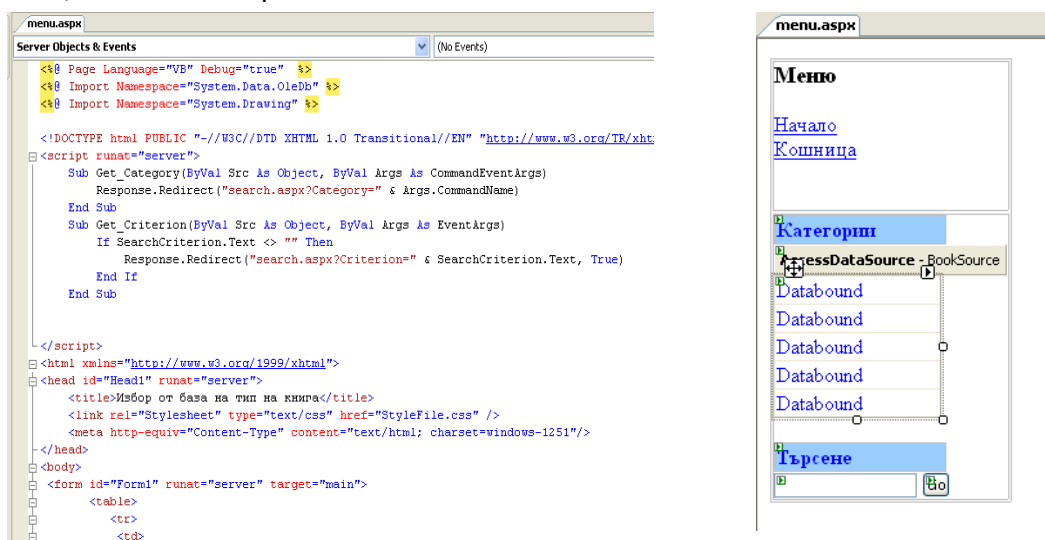 menu.aspx
Server Objects & Events
(No Events)
<%@ Page Language="VB" Debug="true"  %>
<%@ Import Namespace="System.Data.OleDb" %>
<%@ Import Namespace="System.Drawing" %>
<!DOCTYPE html PUBLIC "-//W3C//DTD XHTML 1.0 Transitional//EN" "http://www.w3.org/TR/xht
<script runat="server">
Sub Get_Category(ByVal Src As Object, ByVal Args As CommandEventArgs)
Response.Redirect("search.aspx?Category=" & Args.CommandName)
End Sub
Sub Get_Criterion(ByVal Src As Object, ByVal Args As EventArgs)
If SearchCriterion.Text <> "" Then
Response.Redirect("search.aspx?Criterion=" & SearchCriterion.Text, True)
End If
End Sub
</script>
<html xmlns="http://www.w3.org/1999/xhtml">
<head id="Head1" runat="server">
<title>Избор от база на тип на книга</title>
<link rel="Stylesheet" type="text/css" href="StyleFile.css" />
<meta http-equiv="Content-Type" content="text/html; charset=windows-1251"/>
</head>
<body>
<form id="Form1" runat="server" target="main">
<table>
<tr>
<td>
menu.aspx
Меню
Начало
Кошница
Категории
AccessDataSource - BookSource
Databound
Databound
Databound
Databound
Databound
Търсене
Go